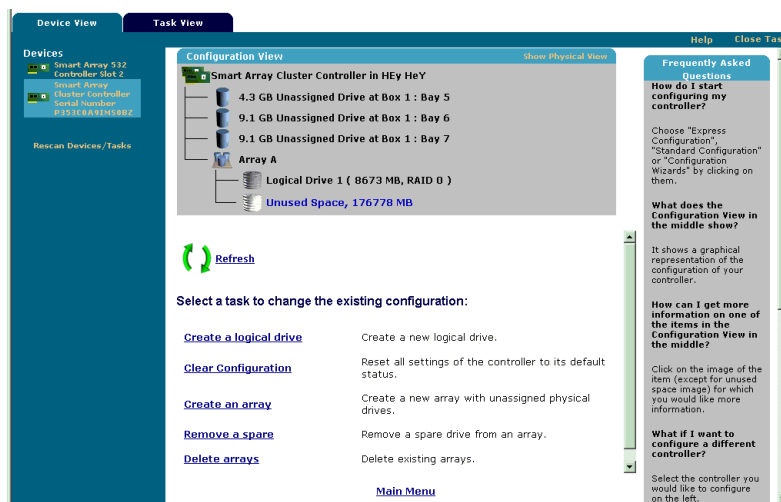 Device View
Task View
Help
Close Tas
Devices
Smart Array 532
Controller Slot 2
Smart Array
Cluster Controller
Serial Number
P353C0A9IMS0BZ
Rescan Devices/Tasks
Configuration View
Show Physical View
Smart Array Cluster Controller in HEy HeY
4.3 GB Unassigned Drive at Box 1 : Bay 5
9.1 GB Unassigned Drive at Box 1 : Bay 6
9.1 GB Unassigned Drive at Box 1 : Bay 7
Array A
Logical Drive 1 ( 8673 MB, RAID 0 )
Unused Space, 176778 MB
Refresh
Select a task to change the existing configuration:
Create a logical drive
Create a new logical drive.
Clear Configuration
Reset all settings of the controller to its default
status.
Create an array
Create a new array with unassigned physical
drives.
Remove a spare
Remove a spare drive from an array.
Delete arrays
Delete existing arrays.
Main Menu
Frequently Asked
Questions
How do I start
configuring my
controller?
Choose "Express
Configuration",
"Standard Configuration"
or "Configuration
Wizards" by clicking on
them.
What does the
Configuration View in
the middle show?
It shows a graphical
representation of the
configuration of your
controller.
How can I get more
information on one of
the items in the
Configuration View in
the middle?
Click on the image of the
item (except for unused
space image) for which
you would like more
information.
What if I want to
configure a different
controller?
Select the controller you
would like to configure
on the left.